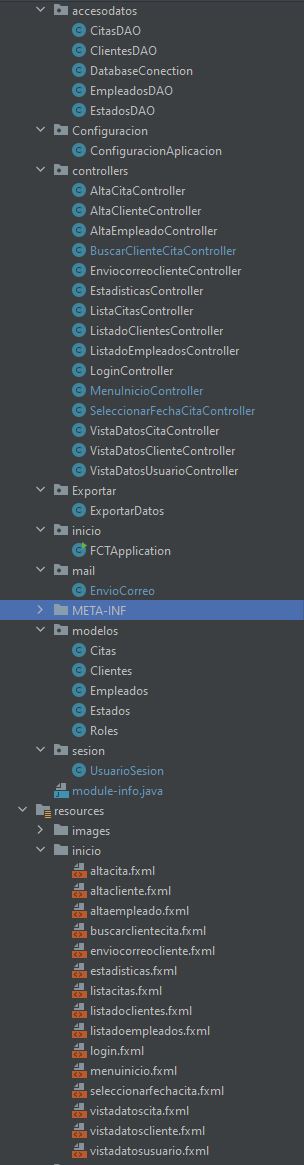 accesodatos
CitasDAO
ClientesDAO
DatabaseConection
EmpleadosDAO
EstadosDAO
Configuracion
ConfiguracionAplicacion
controllers
AltaCitaController
AltaClienteController
AltaEmpleadoController
BuscarClienteCitaController
EnviocorreoclienteController
EstadisticasController
ListaCitasController
ListadoClientesController
ListadoEmpleadosController
LoginController
MenuInicioController
SeleccionarFechaCitaController
VistaDatosCitaController
VistaDatosClienteController
VistaDatosUsuarioController
Exportar
ExportarDatos
inicio
FCTApplication
mail
EnvioCorreo
META-INF
modelos
Citas
Clientes
Empleados
Estados
Roles
sesion
UsuarioSesion
module-info.java
resources
images
inicio
altacita.fxml
altacliente.fxml
altaempleado.fxml
buscarclientecita.fxml
enviocorreocliente.fxml
estadisticas.fxml
listacitas.fxml
listadoclientes.fxml
listadoempleados.fxml
login.fxml
menuinicio.fxml
seleccionarfechacita.fxml
vistadatoscita.fxml
vistadatoscliente.fxml
vistadatosusuario.fxml